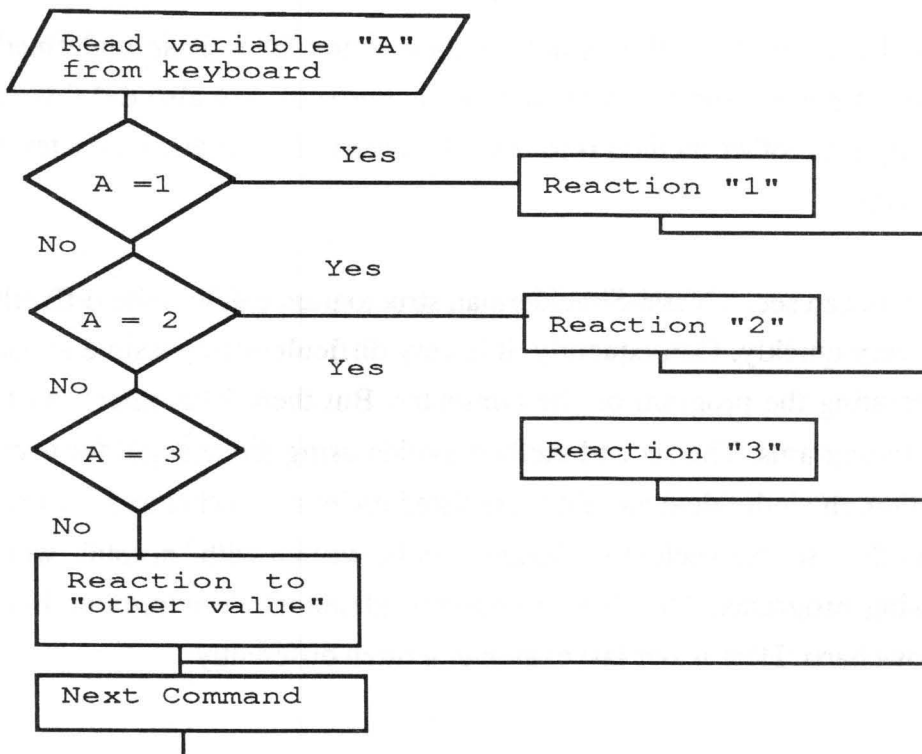 Read variable "A"
from keyboard
Yes
A =1
Reaction "1"
No
Yes
A = 2
Reaction "2"
Yes
No
A = 3
Reaction "3"
No
Reaction to
"other value"
Next Command